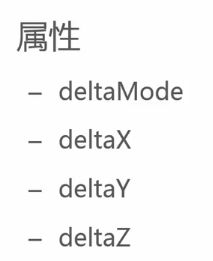 属性
– deltaMode
– deltaX
– deltaY
– deltaZ